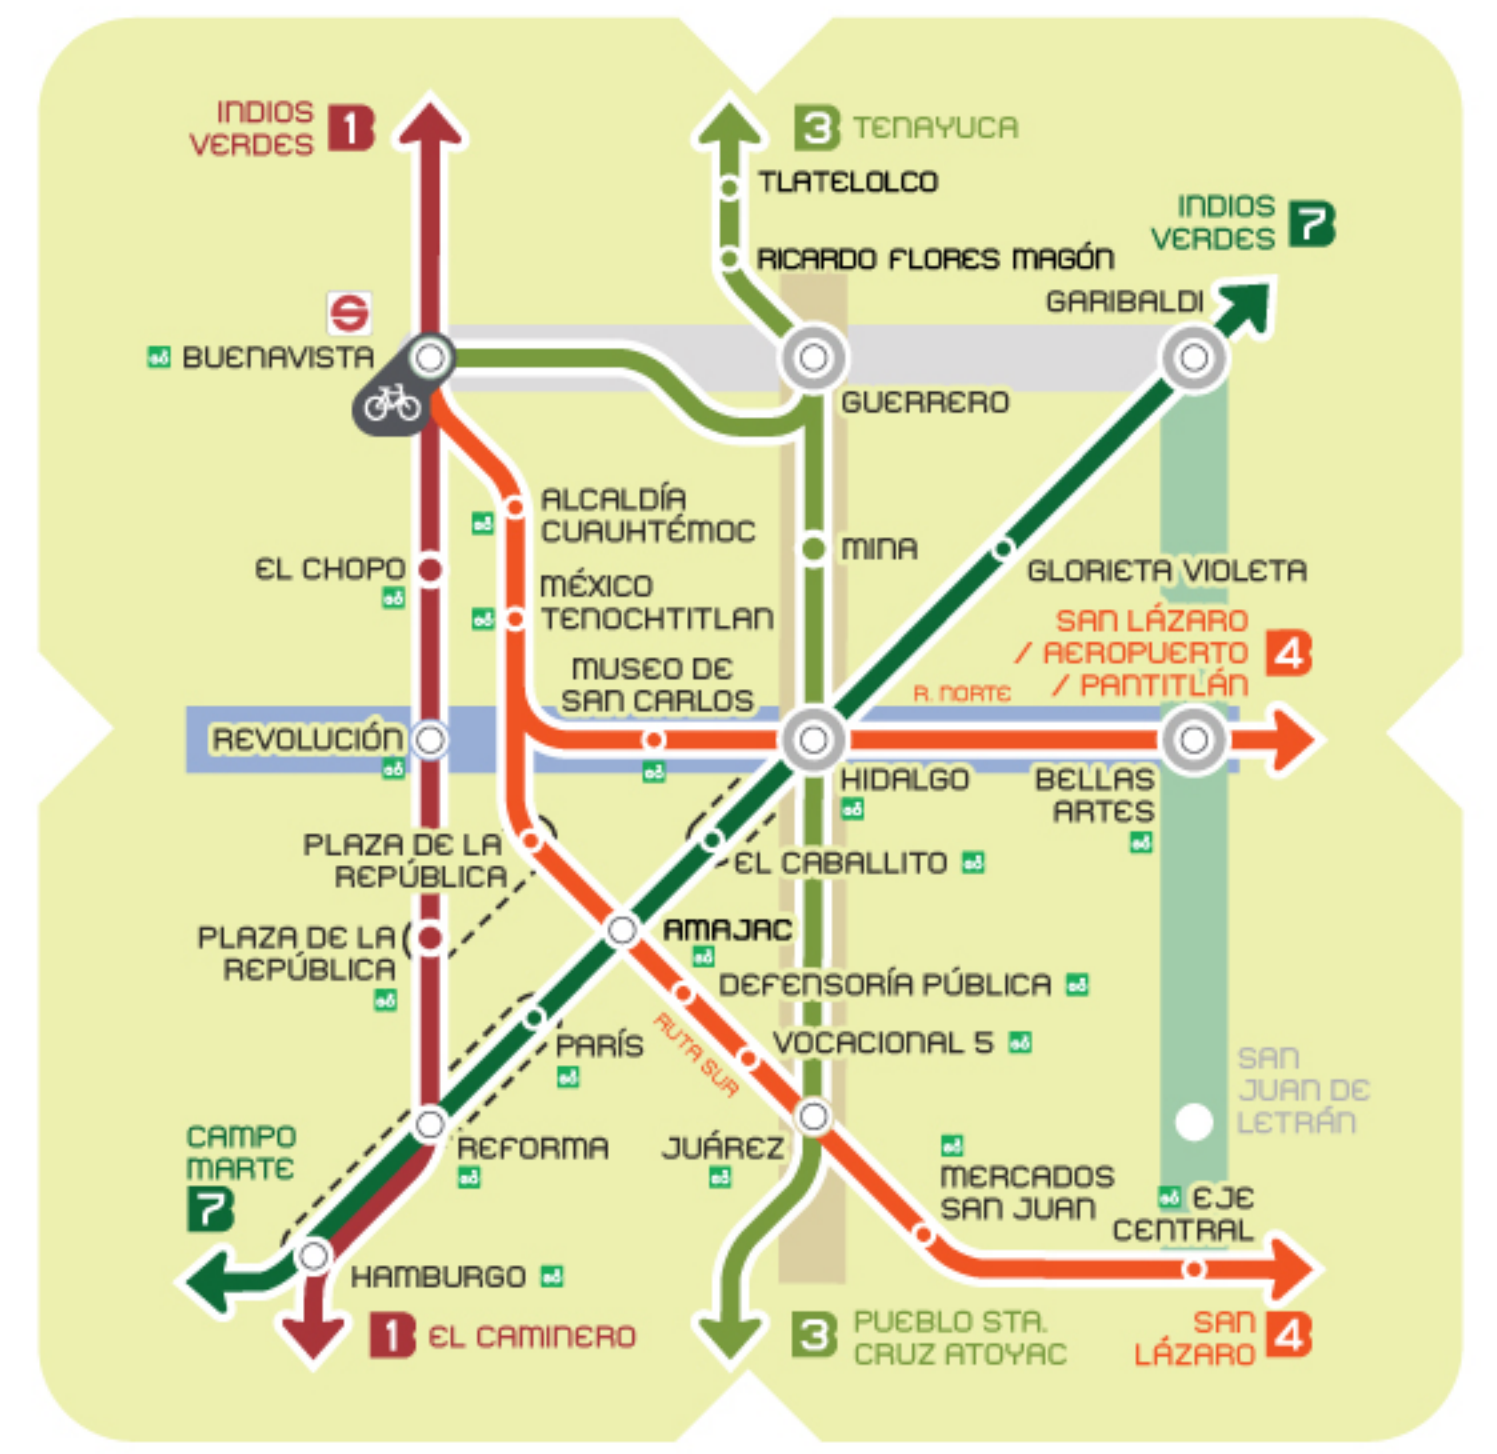 INDIOS
VERDES
1
3 TENAYUCA
TLATELOLCO
INDIOS
VERDES
7
RICARDO FLORES MAGÓN
GARIBALDI
BUENAVISTA
GUERRERO
ALCALDÍA
CUAUHTÉMOC
EL CHOPO
MINA
GLORIETA VIOLETA
MÉXICO
TENOCHTITLAN
SAN LÁZARO
/ AEROPUERTO
/ PANTITLÁN
4
MUSEO DE
SAN CARLOS
R. NORTE
REVOLUCIÓN
HIDALGO
BELLAS
ARTES
PLAZA DE LA
REPÚBLICA
EL CABALLITO
PLAZA DE LA
REPÚBLICA
AMAJAC
DEFENSORÍA PÚBLICA
RUTA SUR
VOCACIONAL 5
PARÍS
SAN
JUAN DE
LETRÁN
CAMPO
MARTE
7
REFORMA
JUÁREZ
MERCADOS
SAN JUAN
EJE
CENTRAL
HAMBURGO
1 EL CAMINERO
3 PUEBLO STA.
CRUZ ATOYAC
SAN
LÁZARO
4